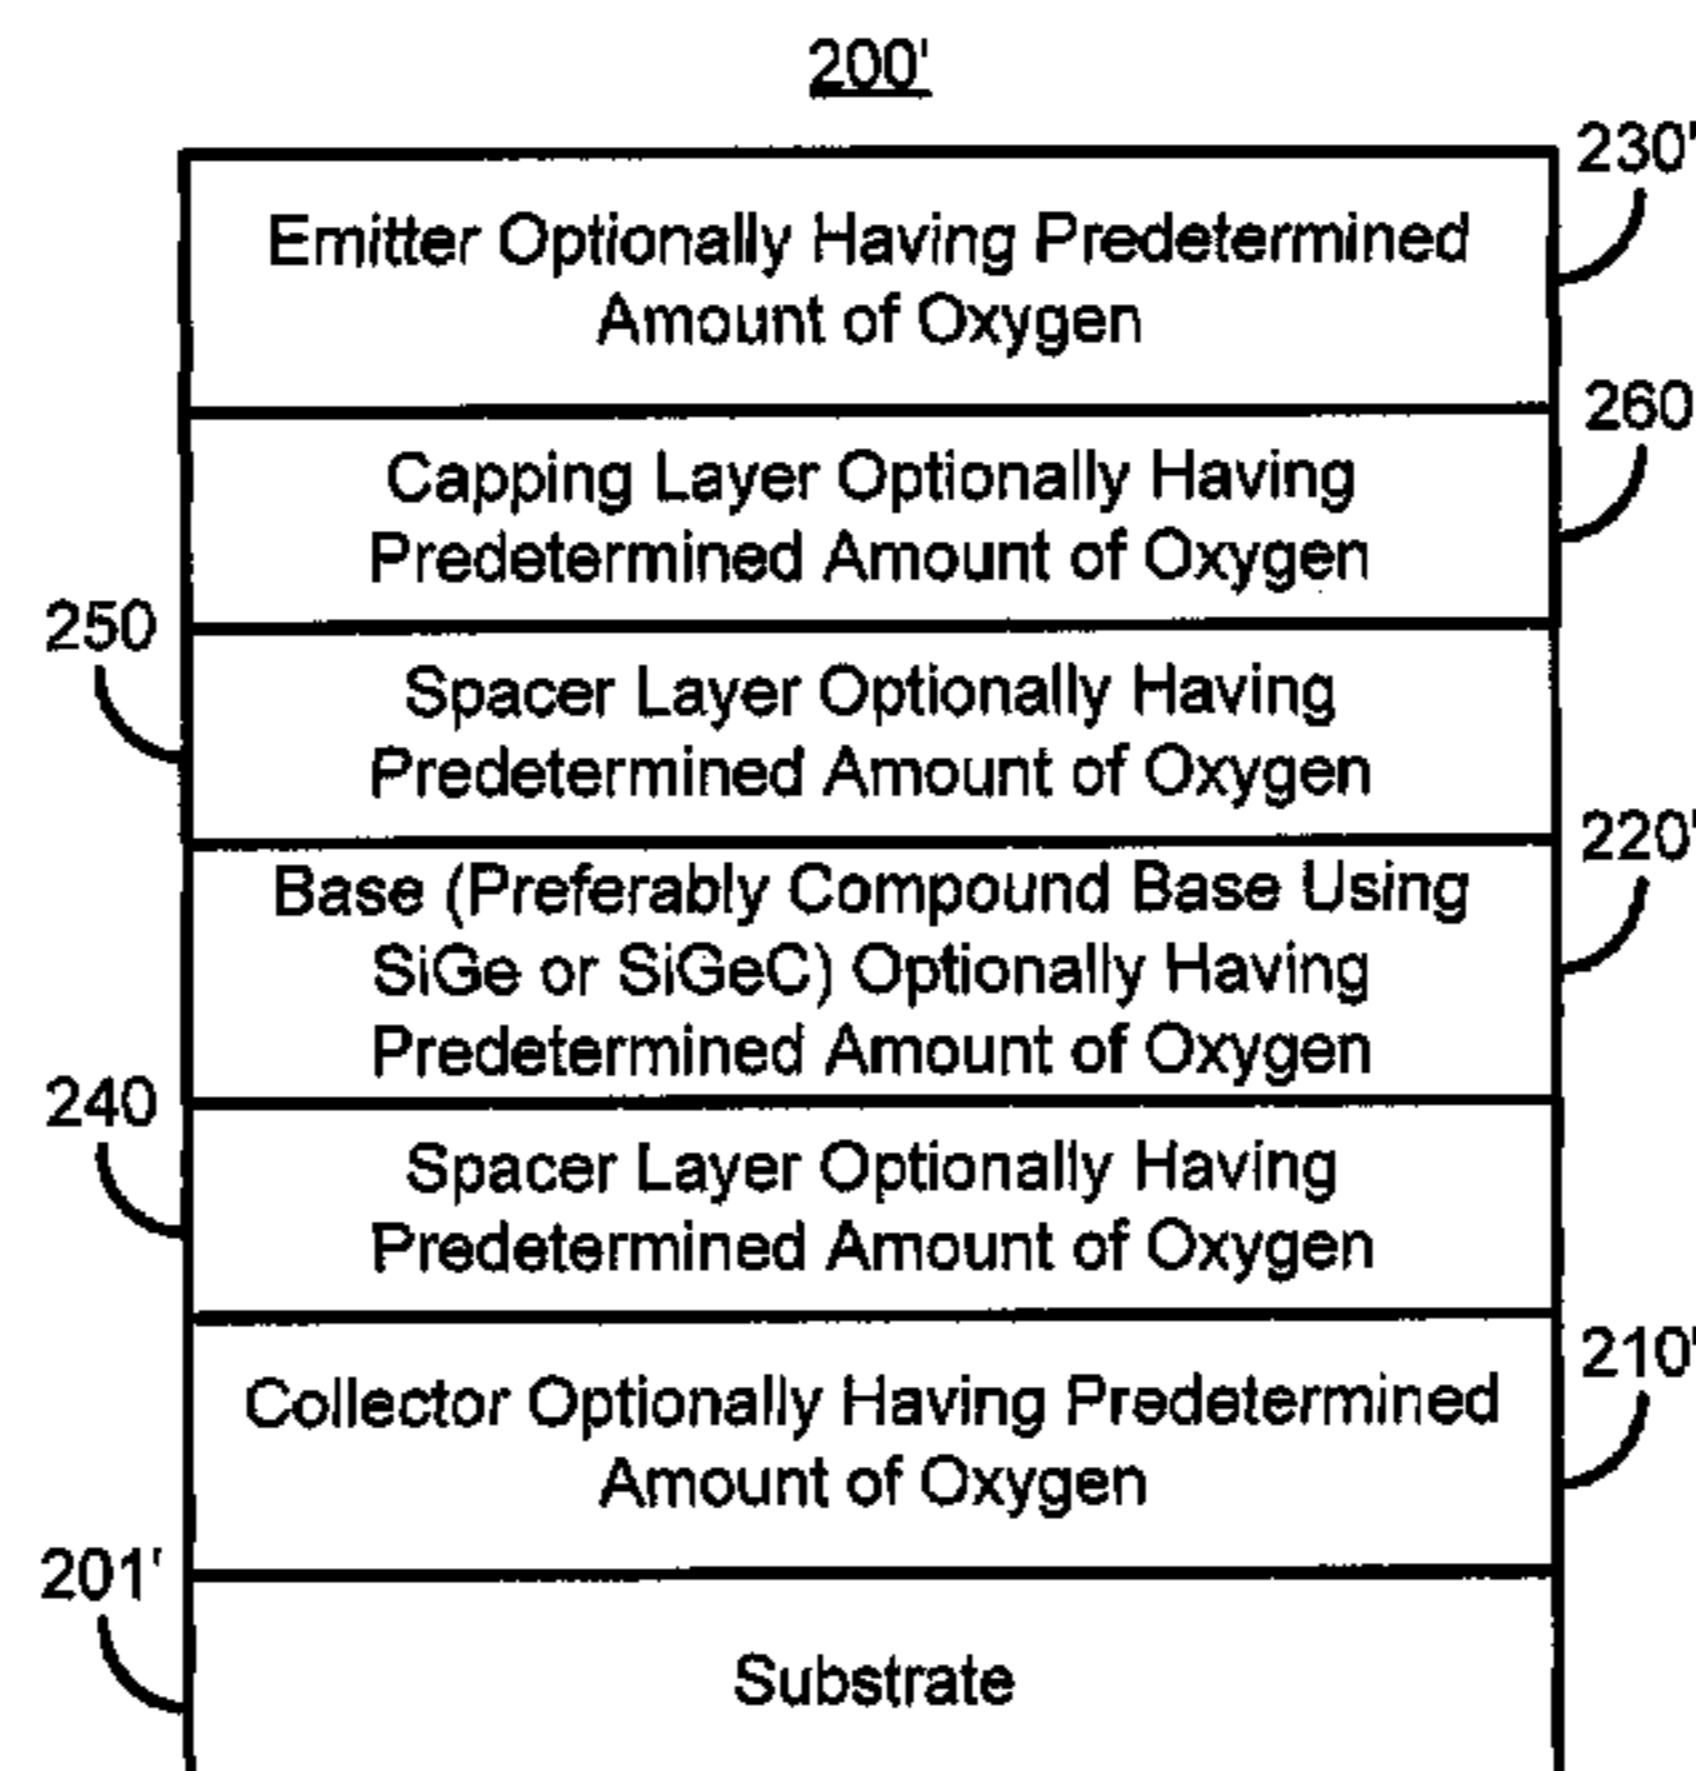 200'
230'
Emitter Optionally Having Predetermined
Amount of Oxygen
260
Capping Layer Optionally Having
Predetermined Amount of Oxygen
250
Spacer Layer Optionally Having
Predetermined Amount of Oxygen
220'
Base (Preferably Compound Base Using
SiGe or SiGeC) Optionally Having
Predetermined Amount of Oxygen
240
Spacer Layer Optionally Having
Predetermined Amount of Oxygen
210'
Collector Optionally Having Predetermined
Amount of Oxygen
201'
Substrate